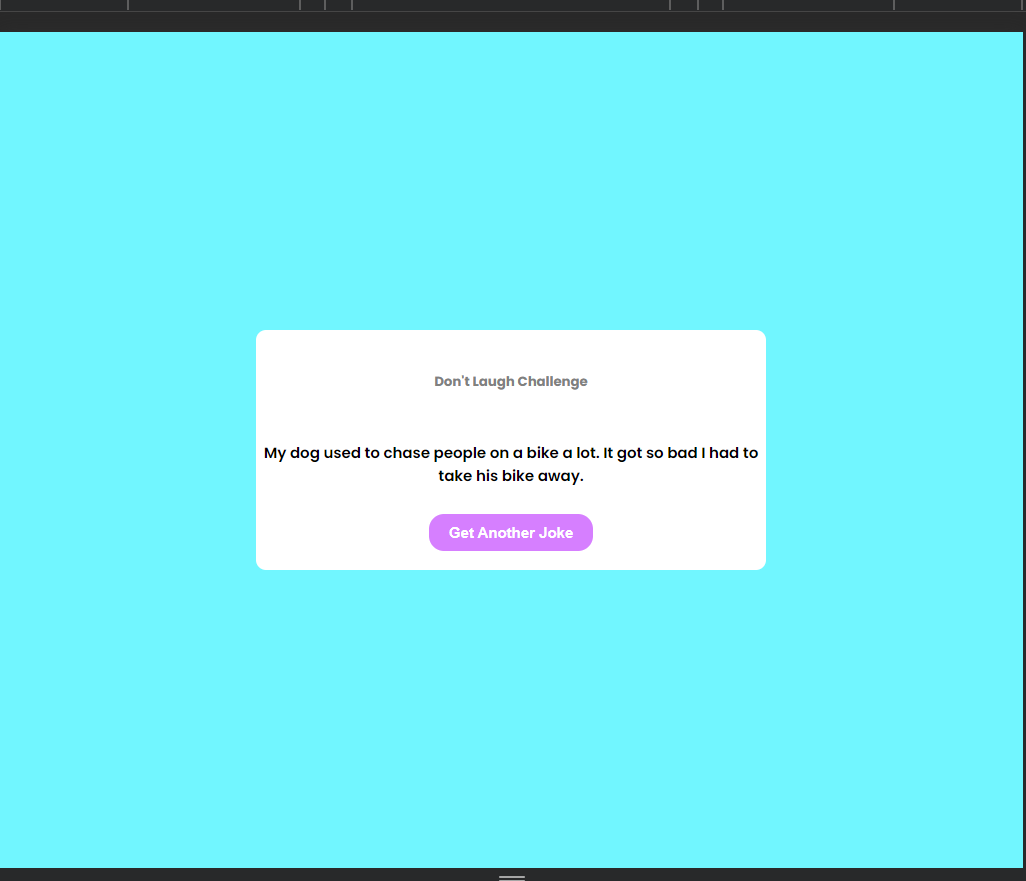 Don't Laugh Challenge
My dog used to chase people on a bike a lot. It got so bad I had to
take his bike away.
Get Another Joke